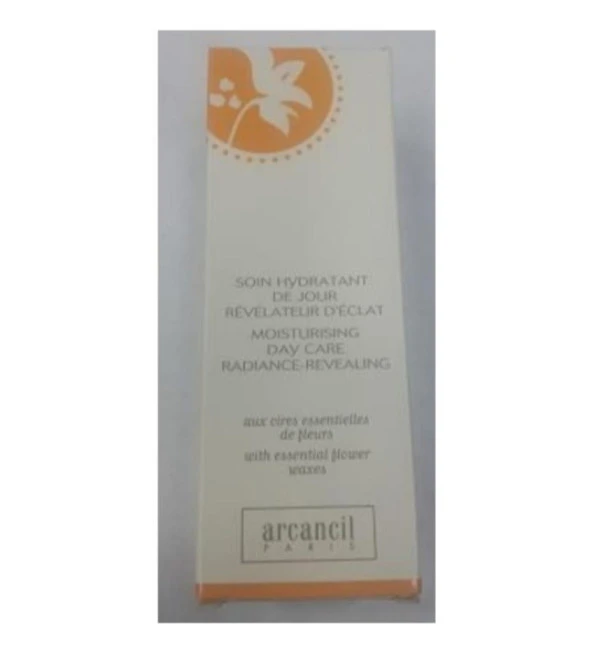 SOIN HYDRATANT
DE JOUR
RÉVÉLATEUR D'ÉCLAT
MOISTURISING
DAY CARE
RADIANCE-REVEALING
aux cires essentielles
de fleurs
with essential flower
waxes
arcancil
PARIS